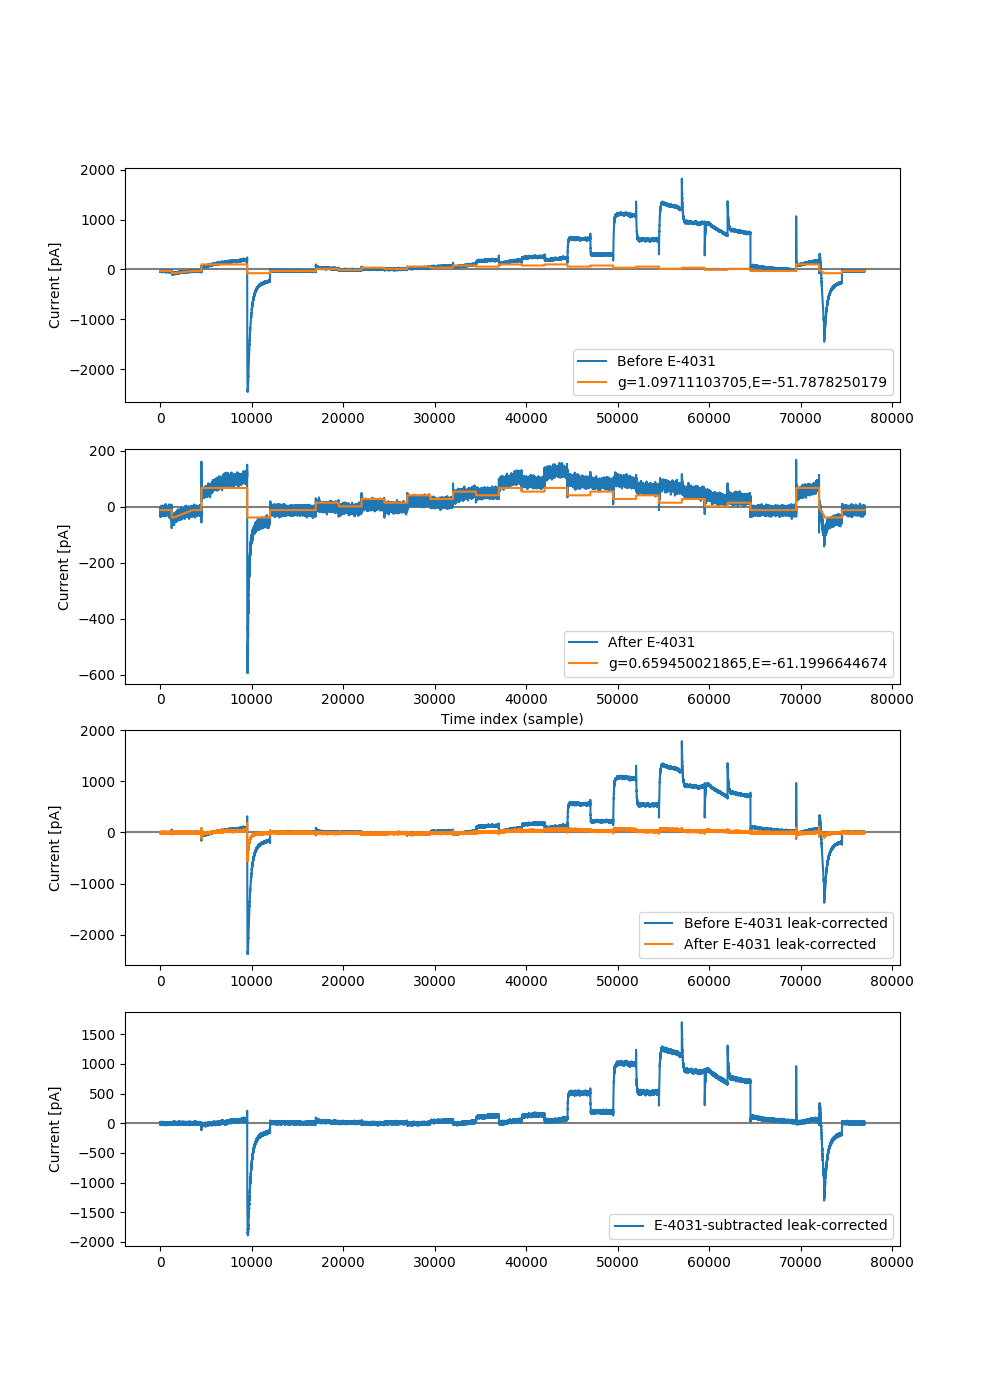 2000
1000
0
−1000
−2000
Current [pA]
Before E-4031
g=1.09711103705,E=-51.7878250179
0 10000 20000 30000 40000 50000 60000 70000 80000
200
0
−200
−400
−600
Current [pA]
After E-4031
g=0.659450021865,E=-61.1996644674
0 10000 20000 30000 40000 50000 60000 70000 80000
Time index (sample)
2000
1000
0
−1000
−2000
Current [pA]
Before E-4031 leak-corrected
After E-4031 leak-corrected
0 10000 20000 30000 40000 50000 60000 70000 80000
1500
1000
500
0
−500
−1000
−1500
−2000
Current [pA]
E-4031-subtracted leak-corrected
0 10000 20000 30000 40000 50000 60000 70000 80000